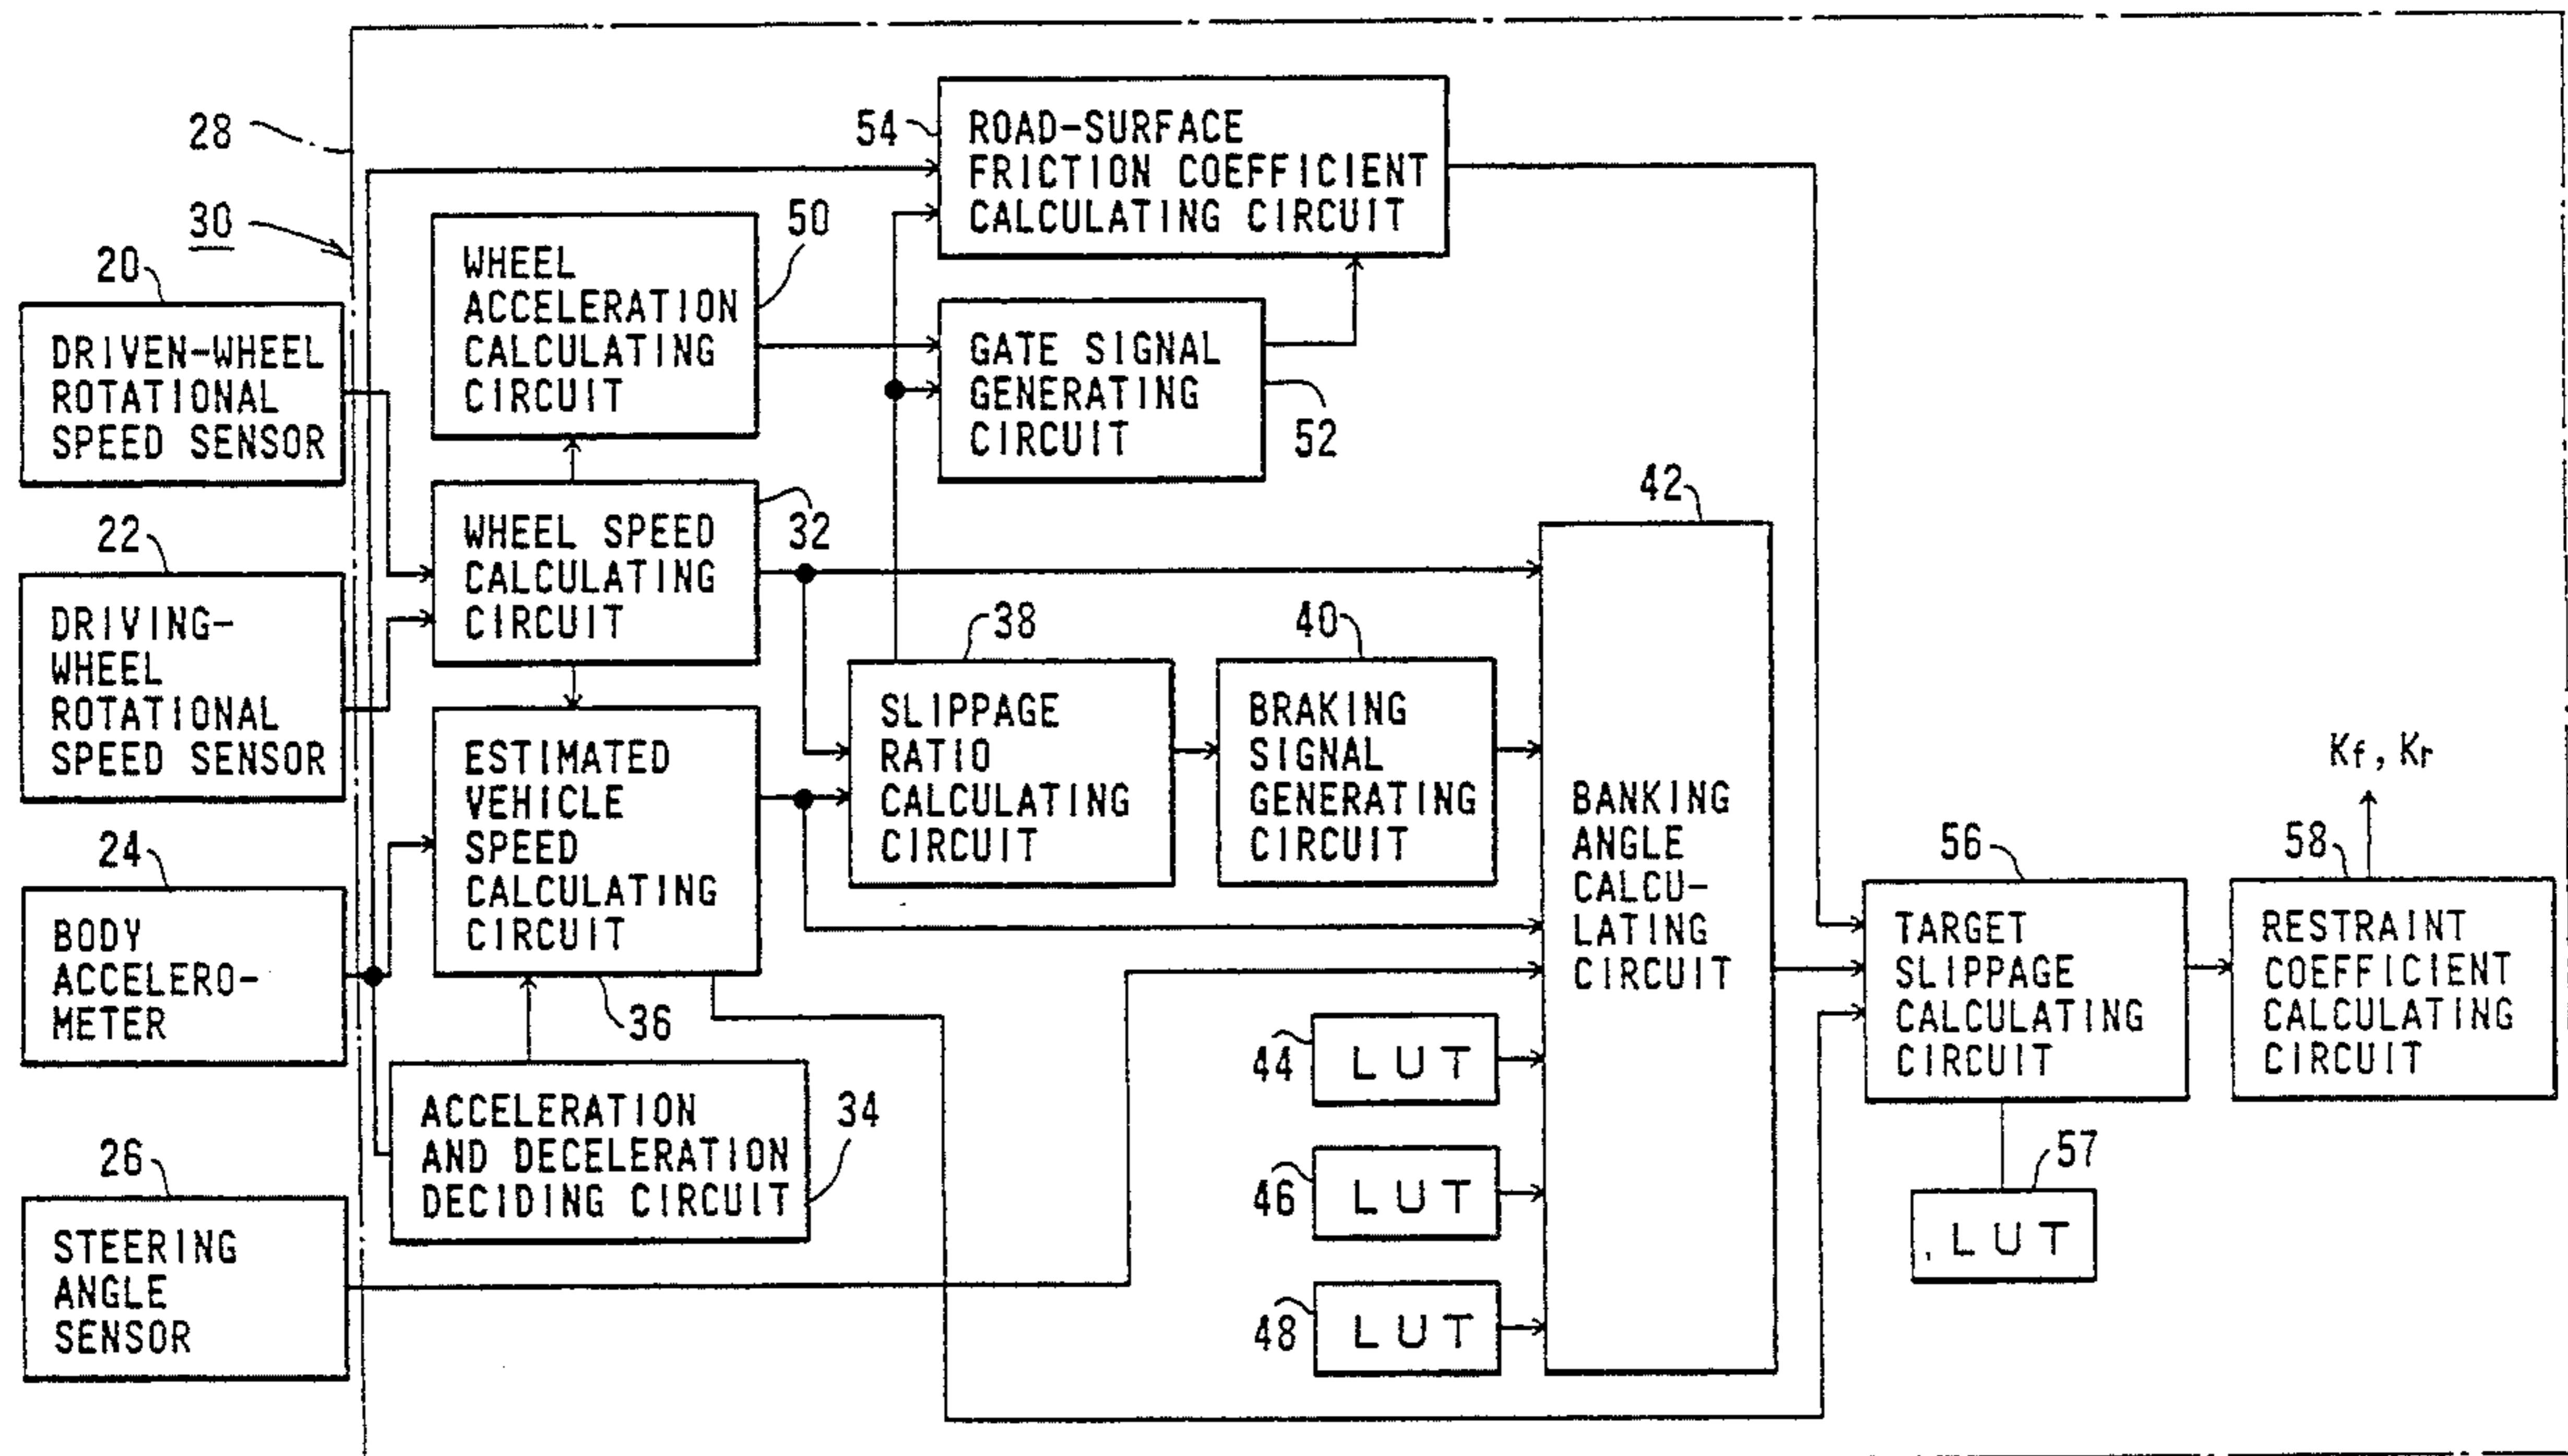 28
30
20
DRIVEN-WHEEL
ROTATIONAL
SPEED SENSOR
22
DRIVING-
WHEEL
ROTATIONAL
SPEED SENSOR
24
BODY
ACCELERO-
METER
26
STEERING
ANGLE
SENSOR
50
WHEEL
ACCELERATION
CALCULATING
CIRCUIT
32
WHEEL SPEED
CALCULATING
CIRCUIT
ESTIMATED
VEHICLE
SPEED
CALCULATING
CIRCUIT
36
ACCELERATION
AND DECELERATION
DECIDING CIRCUIT
34
54
ROAD-SURFACE
FRICTION COEFFICIENT
CALCULATING CIRCUIT
GATE SIGNAL
GENERATING
CIRCUIT
52
38
SLIPPAGE
RATIO
CALCULATING
CIRCUIT
40
BRAKING
SIGNAL
GENERATING
CIRCUIT
42
BANKING
ANGLE
CALCU-
LATING
CIRCUIT
44
LUT
46
LUT
48
LUT
56
TARGET
SLIPPAGE
CALCULATING
CIRCUIT
57
LUT
Kf, Kr
58
RESTRAINT
COEFFICIENT
CALCULATING
CIRCUIT